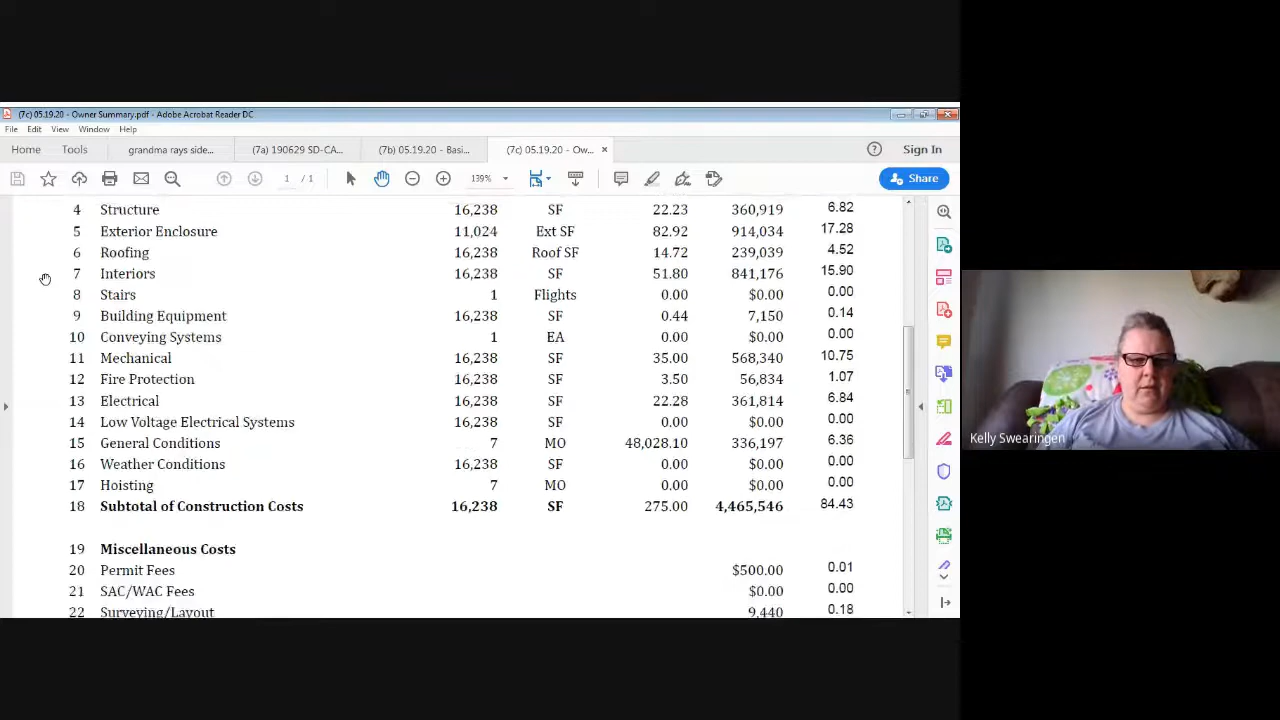 (7c) 05.19.20 - Owner Summary.pdf - Adobe Acrobat Reader DC
File Edit View Window Help
Home Tools grandma rays side... (7a) 190629 SD-CA... (7b) 05.19.20 - Basi... (7c) 05.19.20 - Ow... × ? Sign In
1 / 1 139% Share
4 Structure 16,238 SF 22.23 360,919 6.82
5 Exterior Enclosure 11,024 Ext SF 82.92 914,034 17.28
6 Roofing 16,238 Roof SF 14.72 239,039 4.52
7 Interiors 16,238 SF 51.80 841,176 15.90
8 Stairs 1 Flights 0.00 $0.00 0.00
9 Building Equipment 16,238 SF 0.44 7,150 0.14
10 Conveying Systems 1 EA 0.00 $0.00 0.00
11 Mechanical 16,238 SF 35.00 568,340 10.75
12 Fire Protection 16,238 SF 3.50 56,834 1.07
13 Electrical 16,238 SF 22.28 361,814 6.84
14 Low Voltage Electrical Systems 16,238 SF 0.00 $0.00 0.00
15 General Conditions 7 MO 48,028.10 336,197 6.36
16 Weather Conditions 16,238 SF 0.00 $0.00 0.00
17 Hoisting 7 MO 0.00 $0.00 0.00
18 Subtotal of Construction Costs 16,238 SF 275.00 4,465,546 84.43
19 Miscellaneous Costs
20 Permit Fees $500.00 0.01
21 SAC/WAC Fees $0.00 0.00
22 Surveying/Layout 9,440 0.18
Kelly Swearingen